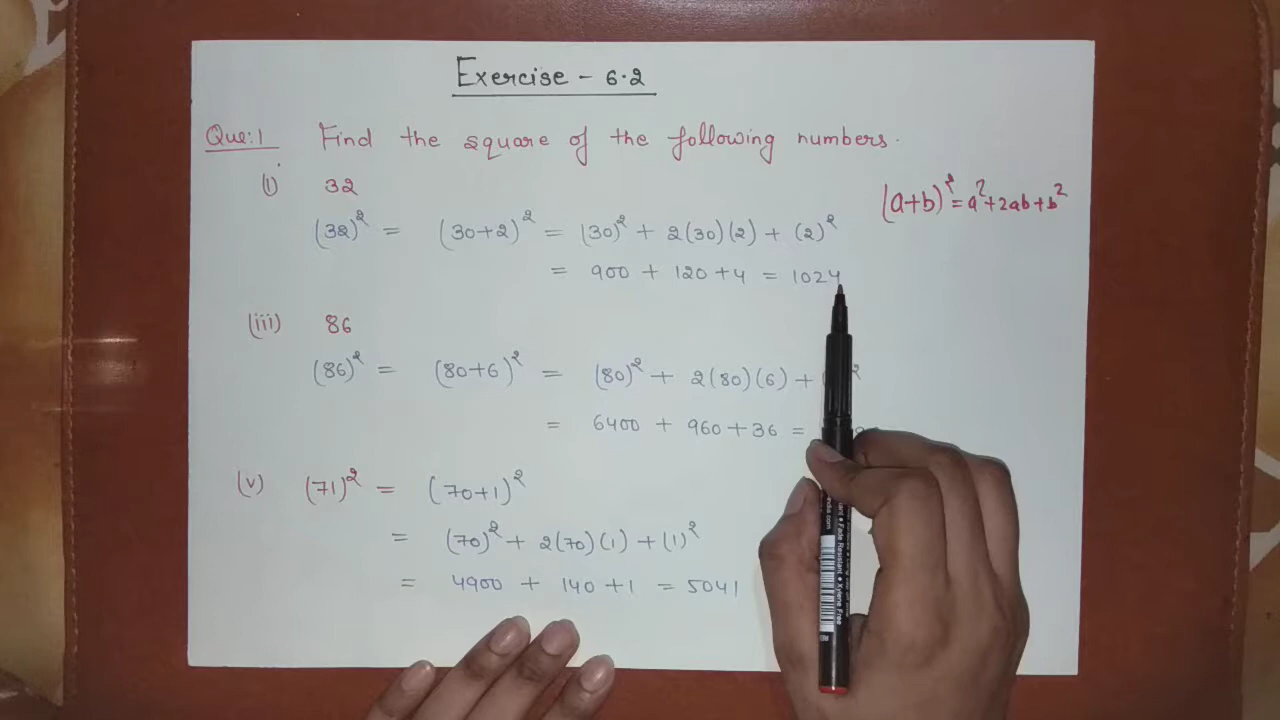 Exercise - 6.2
Que:1 Find the square of the following numbers.
(i) 32
(a+b)² = a²+2ab+b²
(32)² = (30+2)² = (30)² + 2(30)(2) + (2)²
= 900 + 120 + 4 = 1024
(iii) 86
(86)² = (80+6)² = (80)² + 2(80)(6) + ²
= 6400 + 960 + 36 =
(v) (71)² = (70+1)²
= (70)² + 2(70)(1) + (1)²
= 4900 + 140 + 1 = 5041